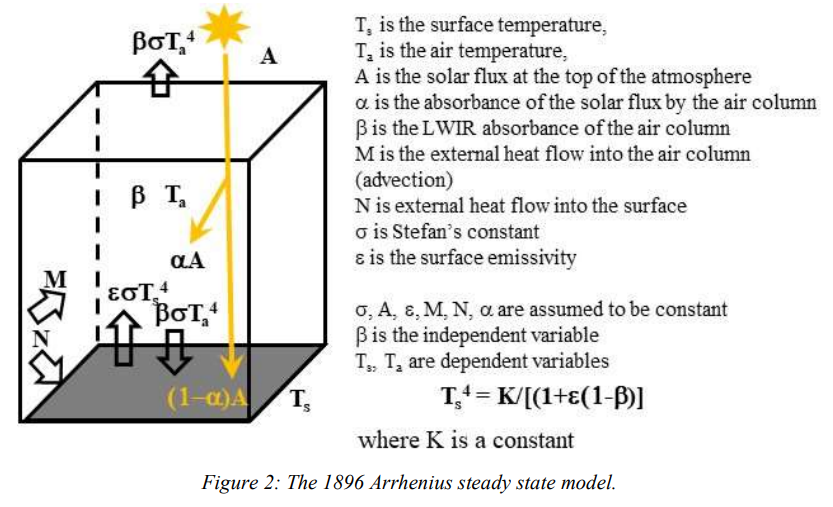 βσTₐ⁴
A
β Tₐ
αA
M
εσTₛ⁴
βσTₐ⁴
N
(1−α)A
Tₛ
Tₛ is the surface temperature,
Tₐ is the air temperature,
A is the solar flux at the top of the atmosphere
α is the absorbance of the solar flux by the air column
β is the LWIR absorbance of the air column
M is the external heat flow into the air column
(advection)
N is external heat flow into the surface
σ is Stefan's constant
ε is the surface emissivity
σ, A, ε, M, N, α are assumed to be constant
β is the independent variable
Tₛ, Tₐ are dependent variables
Tₛ⁴ = K/[(1+ε(1-β)]
where K is a constant
Figure 2: The 1896 Arrhenius steady state model.